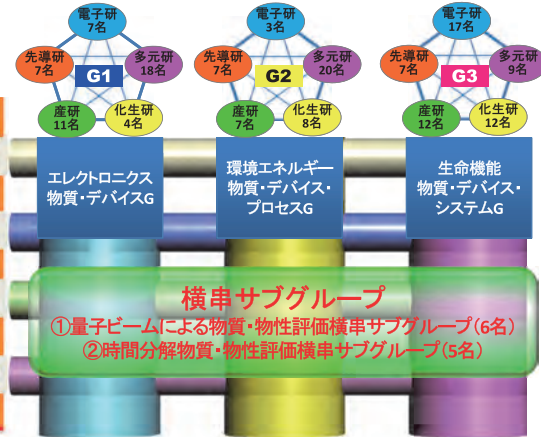 電子研
7名
先導研
7名
多元研
18名
G1
産研
11名
化生研
4名
電子研
3名
先導研
7名
多元研
20名
G2
産研
7名
化生研
8名
電子研
17名
先導研
7名
多元研
9名
G3
産研
12名
化生研
12名
エレクトロニクス
物質・デバイスG
環境エネルギー
物質・デバイス・
プロセスG
生命機能
物質・デバイス・
システムG
横串サブグループ
①量子ビームによる物質・物性評価横串サブグループ(6名)
②時間分解物質・物性評価横串サブグループ(5名)